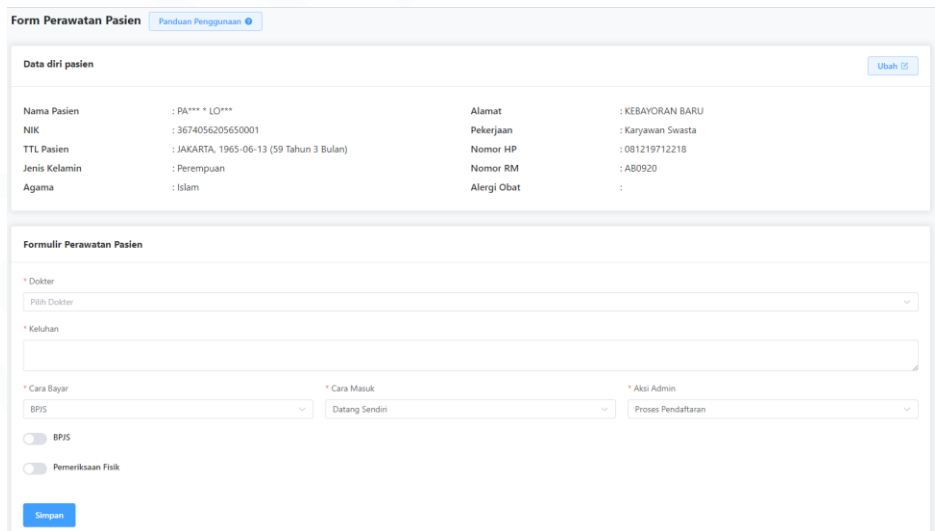 Form Perawatan Pasien Panduan Penggunaan
Data diri pasien Ubah
Nama Pasien : PA*** * LO*** Alamat : KEBAYORAN BARU
NIK : 3674056205650001 Pekerjaan : Karyawan Swasta
TTL Pasien : JAKARTA, 1965-06-13 (59 Tahun 3 Bulan) Nomor HP : 081219712218
Jenis Kelamin : Perempuan Nomor RM : AB0920
Agama : Islam Alergi Obat :
Formulir Perawatan Pasien
* Dokter
Pilih Dokter
* Keluhan
* Cara Bayar * Cara Masuk * Aksi Admin
BPJS Datang Sendiri Proses Pendaftaran
BPJS
Pemeriksaan Fisik
Simpan